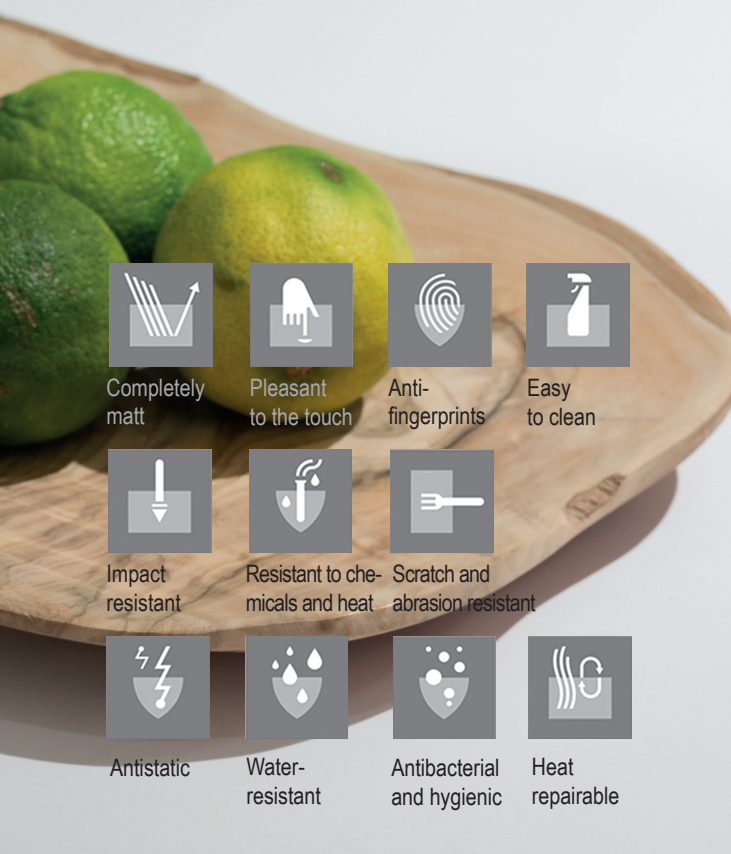 Completely
matt
Pleasant
to the touch
Anti-
fingerprints
Easy
to clean
Impact
resistant
Resistant to che-
micals and heat
Scratch and
abrasion resistant
Antistatic
Water-
resistant
Antibacterial
and hygienic
Heat
repairable